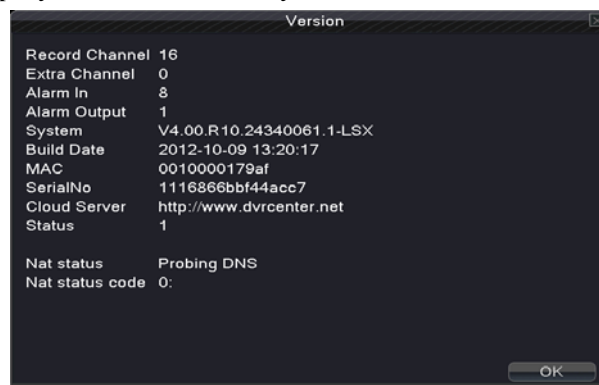 Version
Record Channel 16
Extra Channel 0
Alarm In 8
Alarm Output 1
System V4.00.R10.24340061.1-LSX
Build Date 2012-10-09 13:20:17
MAC 0010000179af
SerialNo 1116866bbf44acc7
Cloud Server http://www.dvrcenter.net
Status 1
Nat status Probing DNS
Nat status code 0:
OK